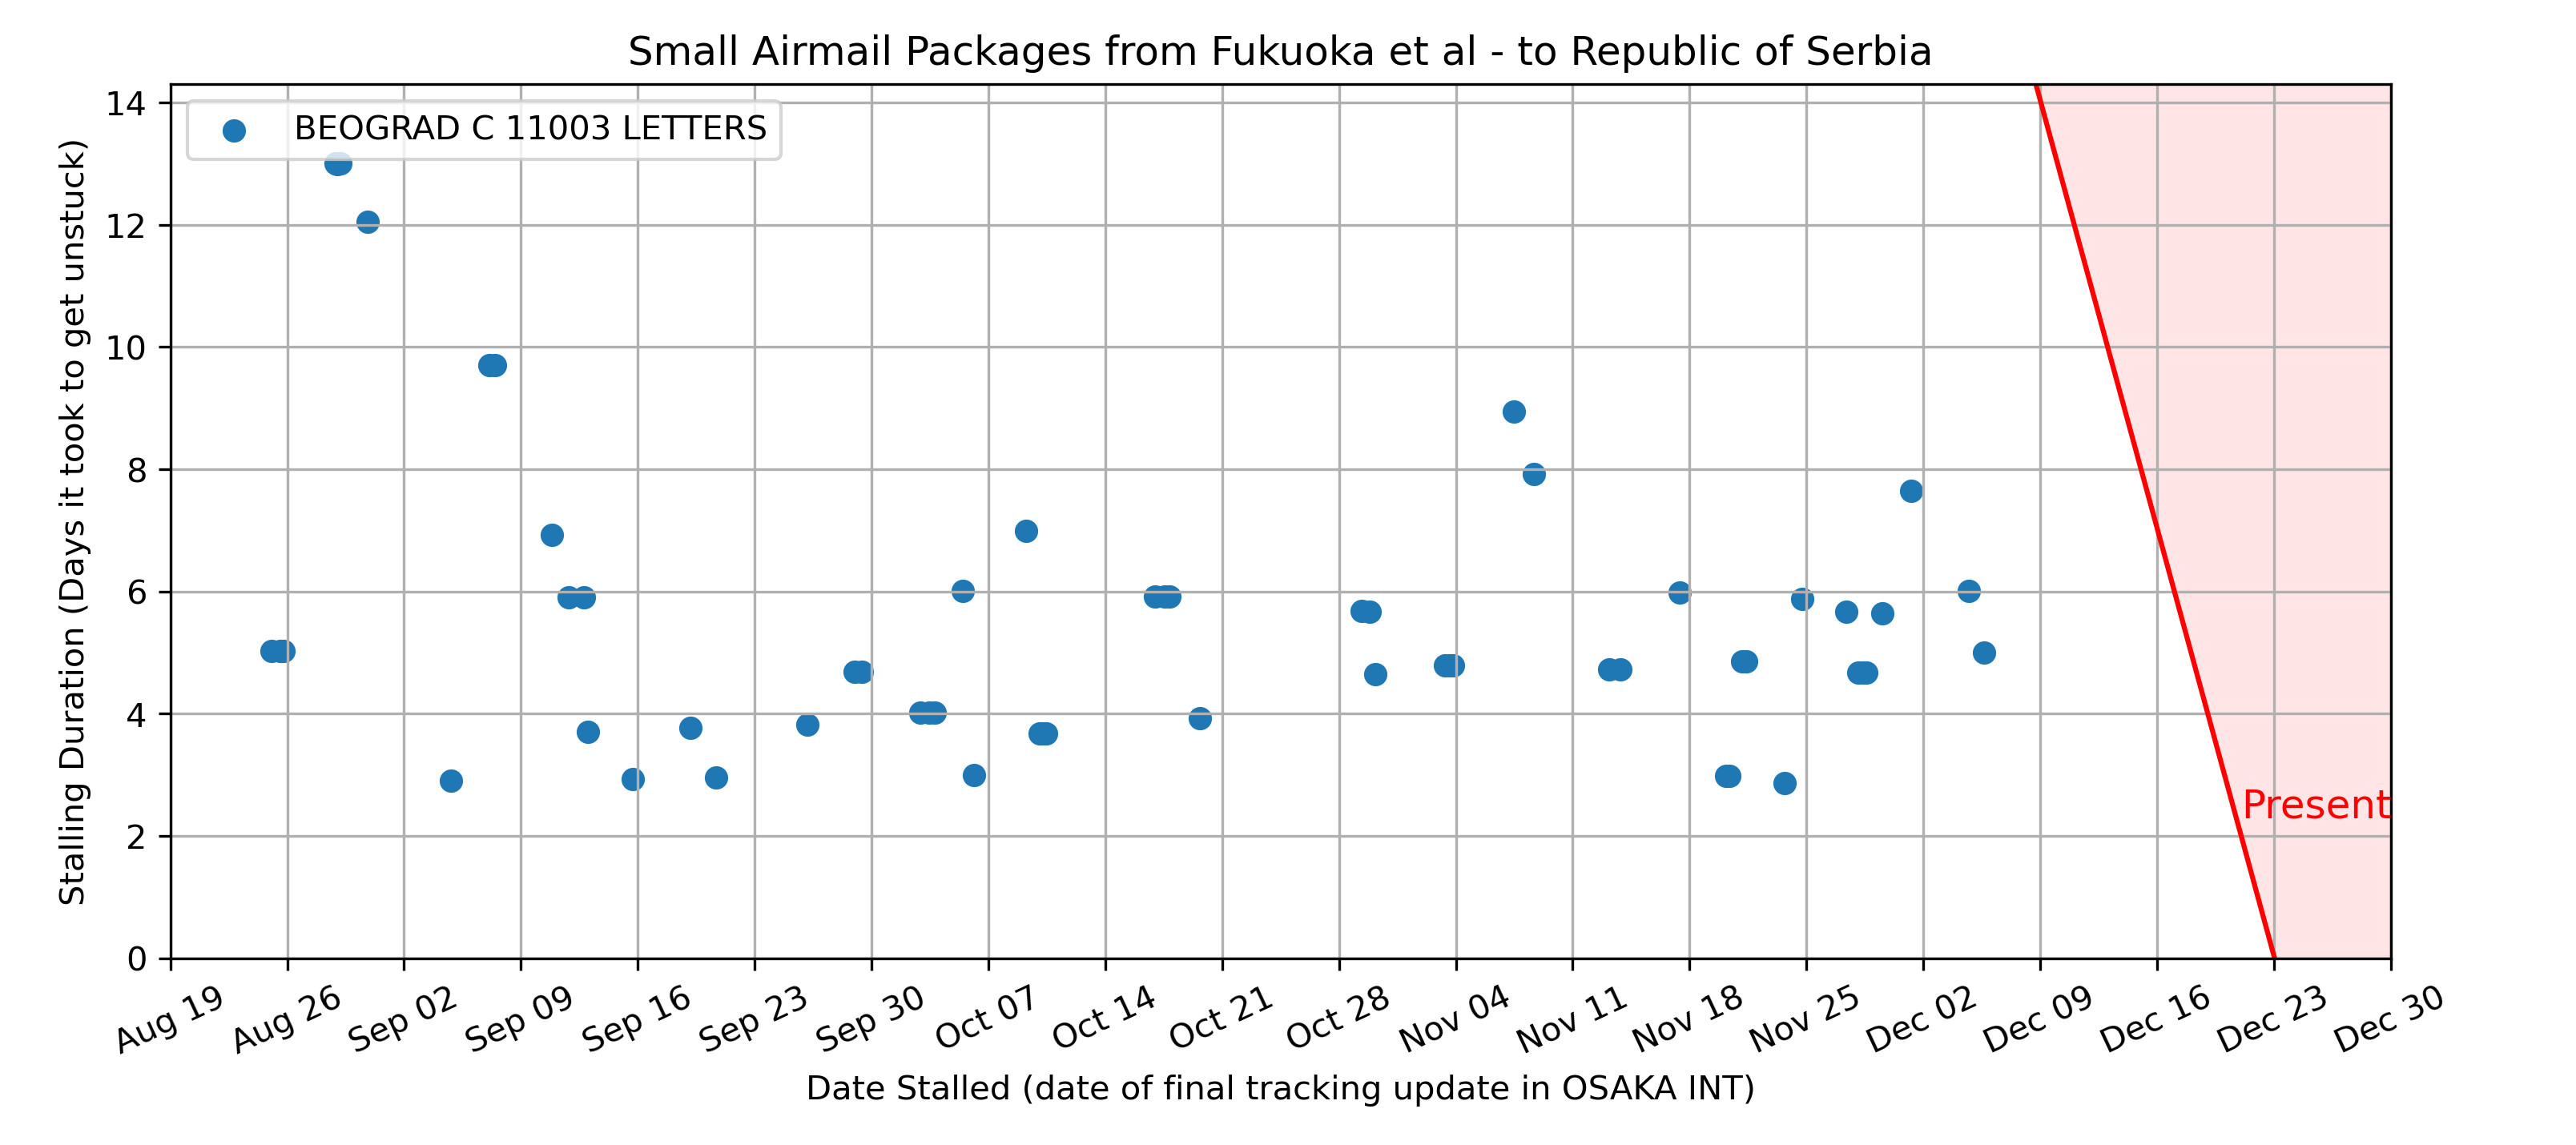 Small Airmail Packages from Fukuoka et al - to Republic of Serbia
BEOGRAD C 11003 LETTERS
Stalling Duration (Days it took to get unstuck)
14
12
10
8
6
4
2
0
Present
Aug 19
Aug 26
Sep 02
Sep 09
Sep 16
Sep 23
Sep 30
Oct 07
Oct 14
Oct 21
Oct 28
Nov 04
Nov 11
Nov 18
Nov 25
Dec 02
Dec 09
Dec 16
Dec 23
Dec 30
Date Stalled (date of final tracking update in OSAKA INT)